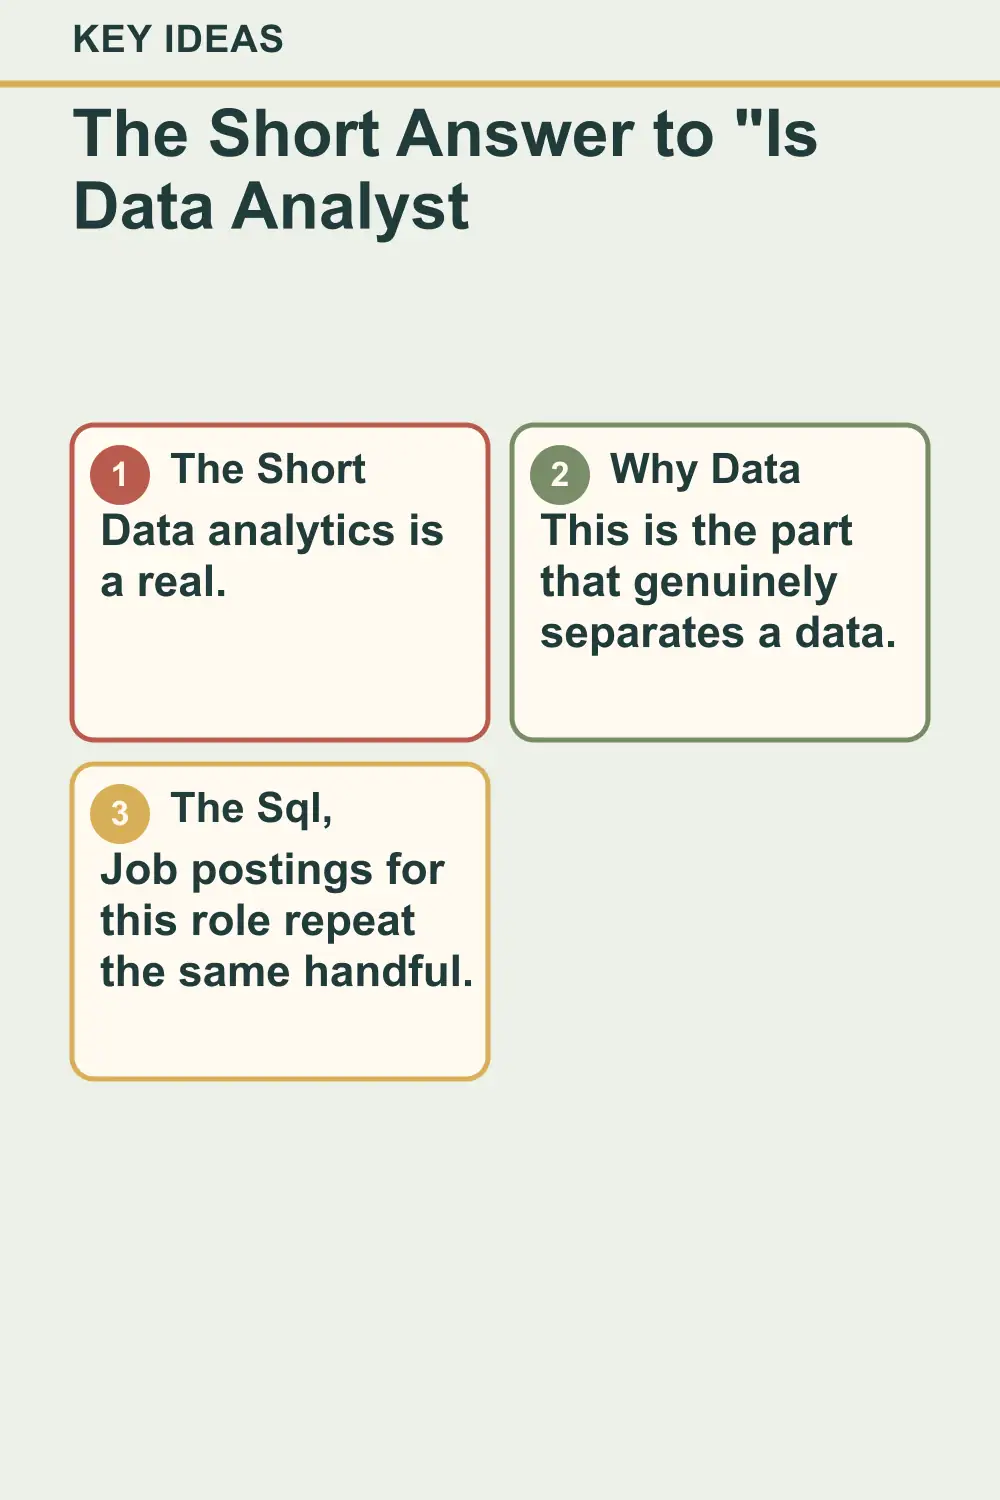 KEY IDEAS
The Short Answer to "Is
Data Analyst
1 The Short
Data analytics is
a real.
2 Why Data
This is the part
that genuinely
separates a data.
3 The Sql,
Job postings for
this role repeat
the same handful.